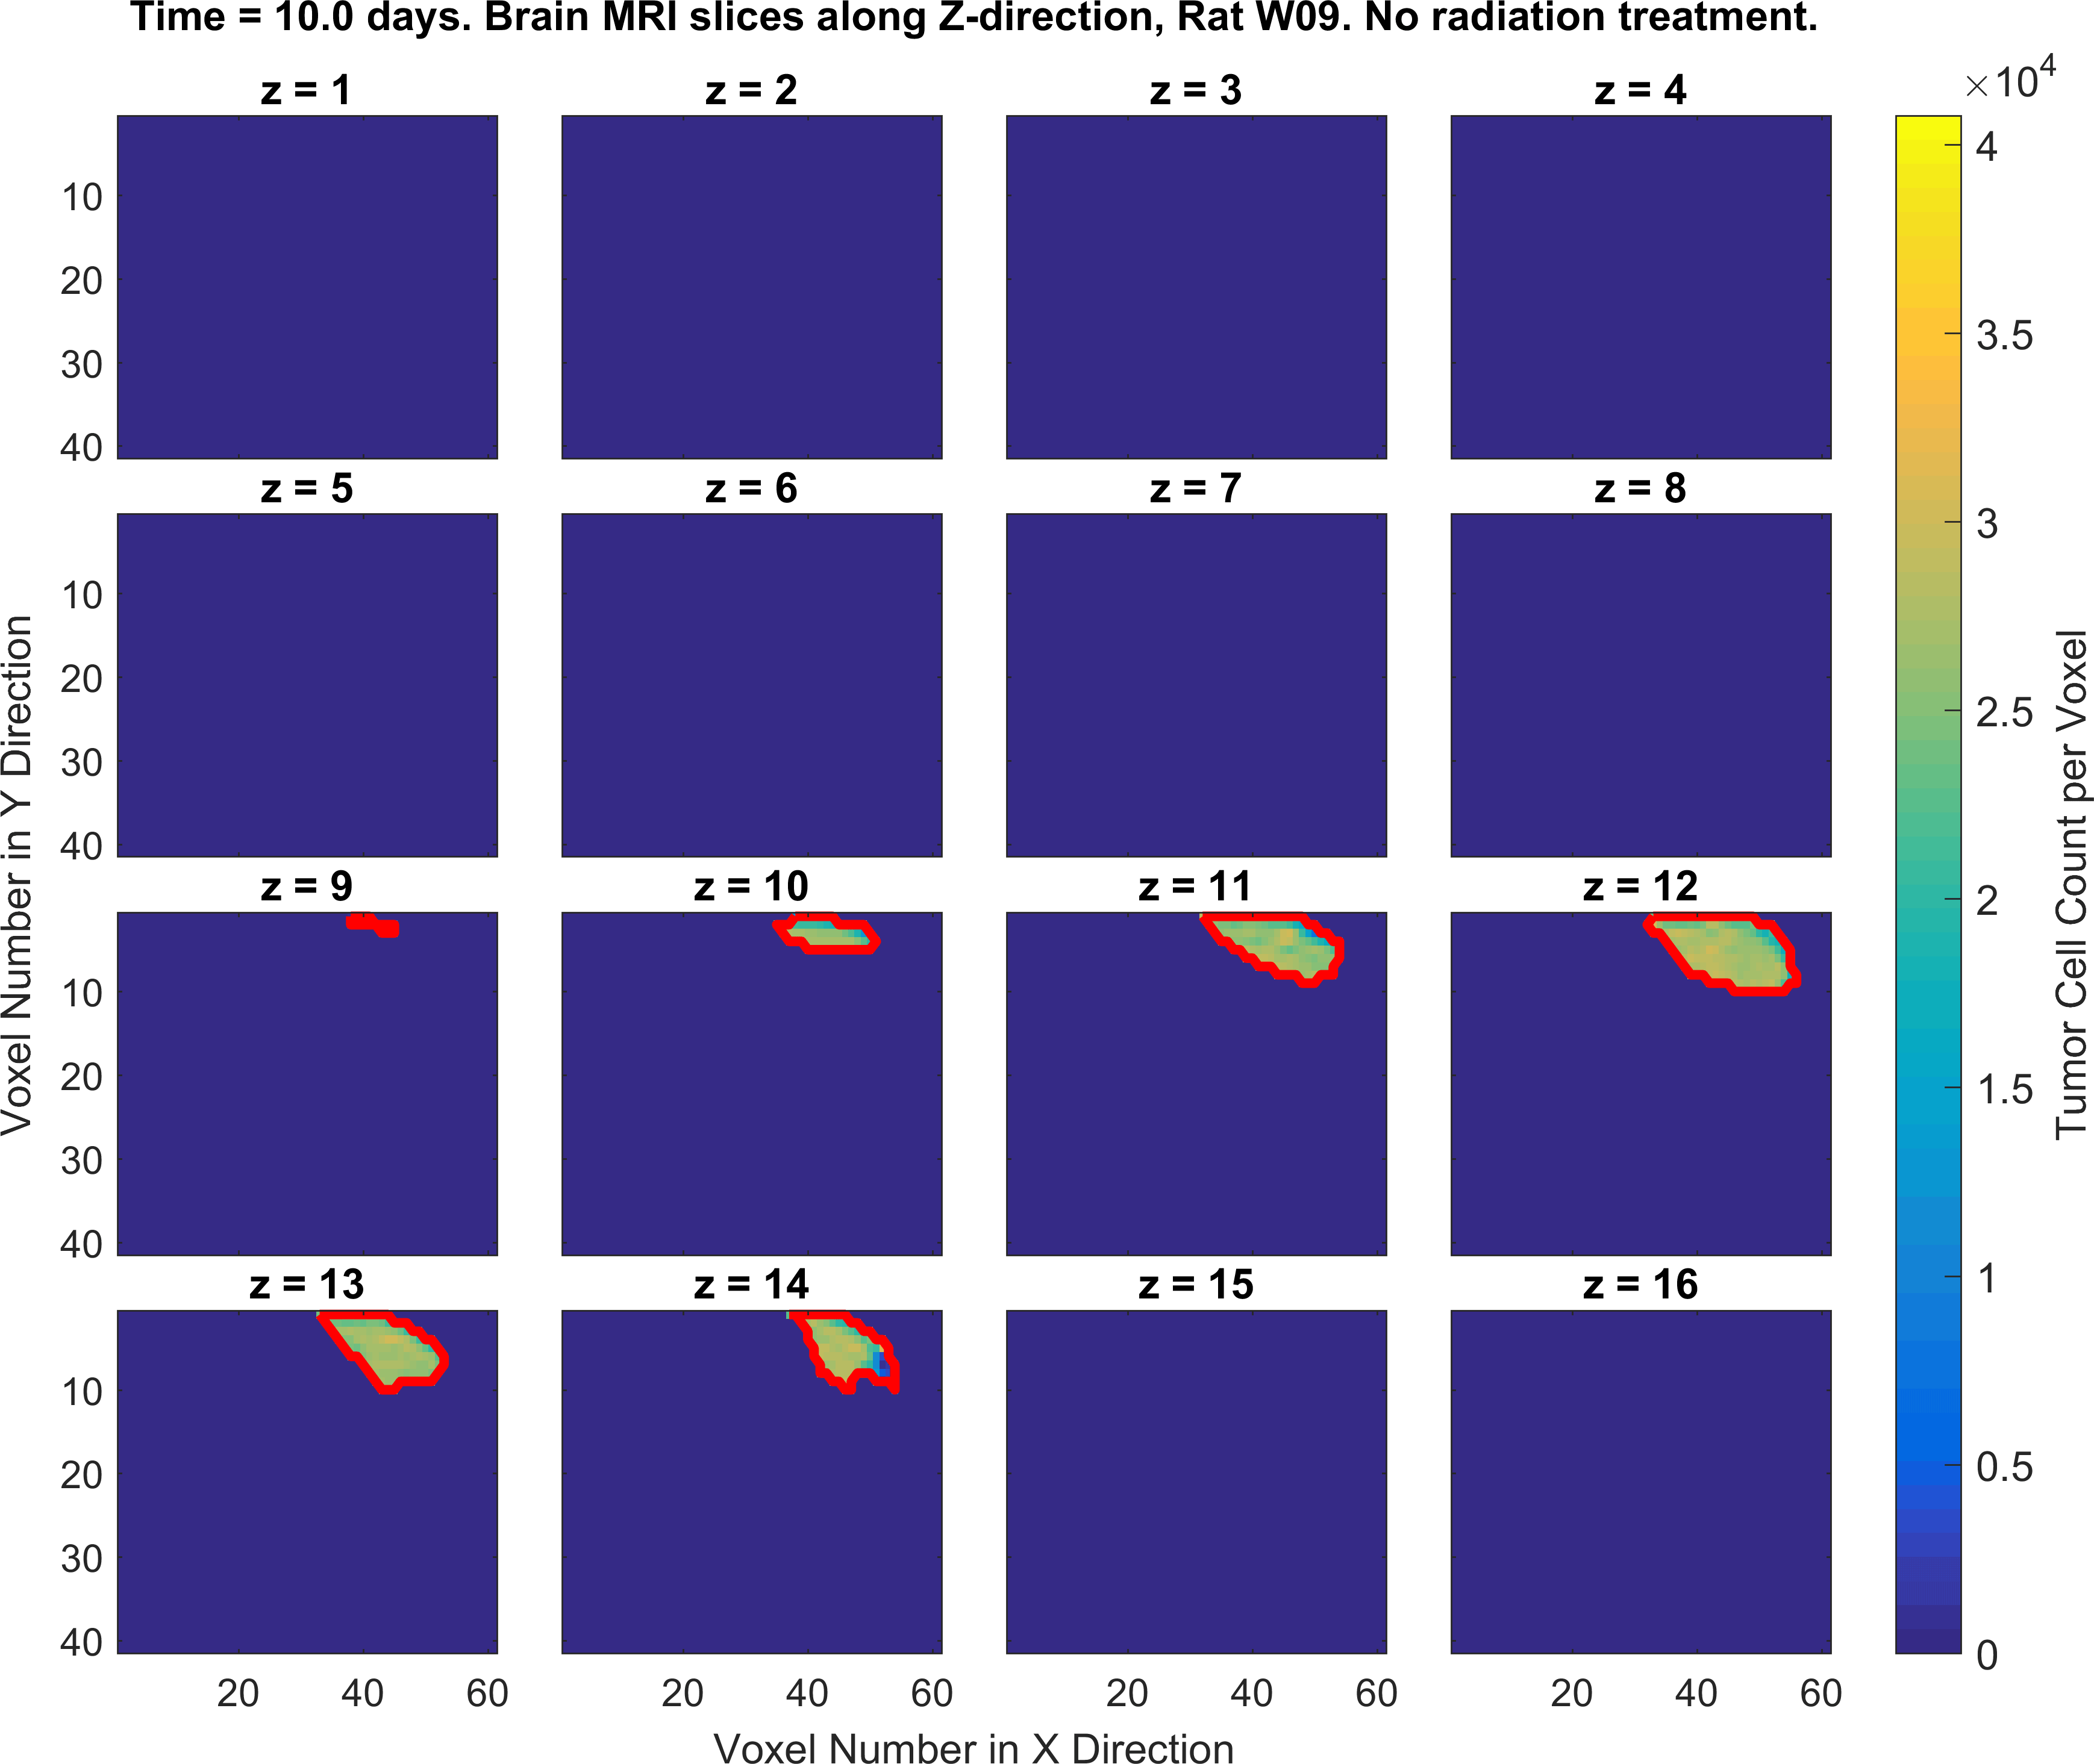 Time = 10.0 days. Brain MRI slices along Z-direction, Rat W09. No radiation treatment.
z = 1
z = 2
z = 3
z = 4
×10^4
10
20
30
40
z = 5
z = 6
z = 7
z = 8
10
20
30
40
z = 9
z = 10
z = 11
z = 12
10
20
30
40
z = 13
z = 14
z = 15
z = 16
10
20
30
40
20 40 60
20 40 60
20 40 60
20 40 60
Voxel Number in X Direction
Voxel Number in Y Direction
4
3.5
3
2.5
2
1.5
1
0.5
0
Tumor Cell Count per Voxel